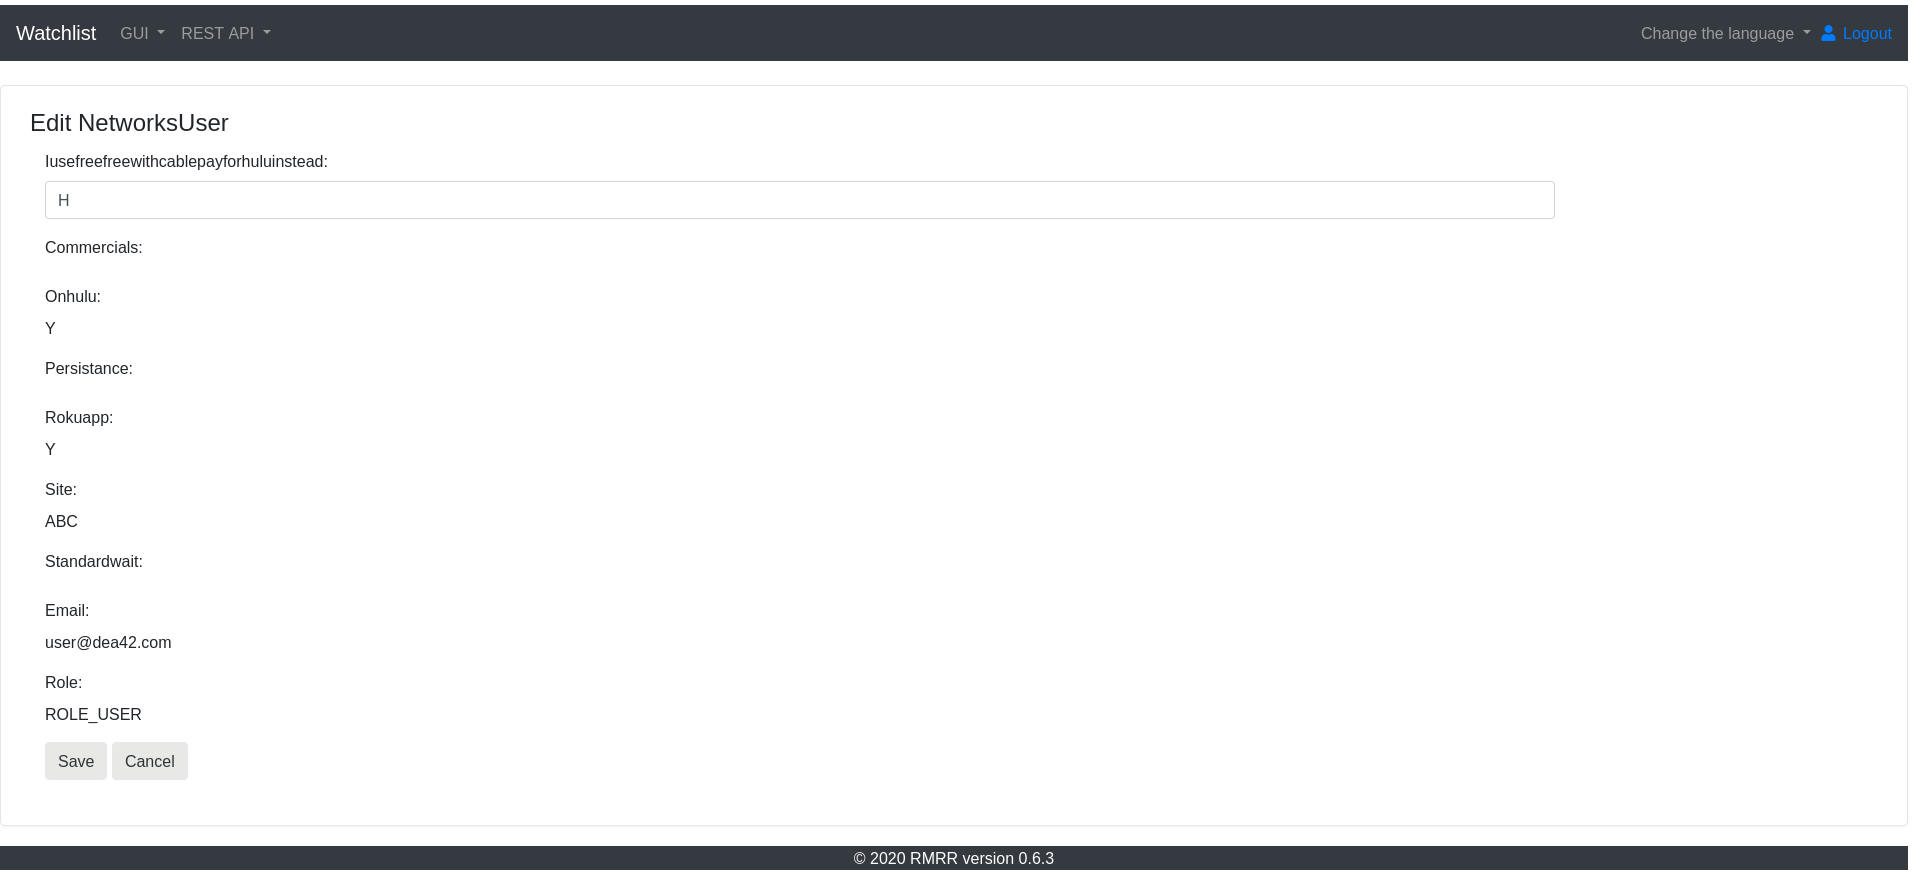 Watchlist GUI REST API Change the language Logout
Edit NetworksUser
Iusefreefreewithcablepayforhuluinstead:
H
Commercials:
Onhulu:
Y
Persistance:
Rokuapp:
Y
Site:
ABC
Standardwait:
Email:
user@dea42.com
Role:
ROLE_USER
Save Cancel
© 2020 RMRR version 0.6.3